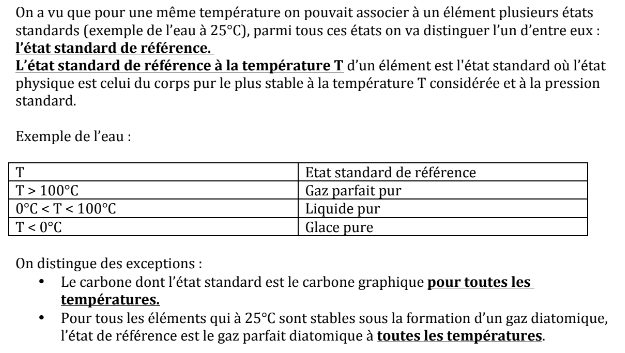 On a vu que pour une même température on pouvait associer à un élément plusieurs états
standards (exemple de l'eau à 25°C), parmi tous ces états on va distinguer l'un d'entre eux :
l'état standard de référence.
L'état standard de référence à la température T d'un élément est l'état standard où l'état
physique est celui du corps pur le plus stable à la température T considérée et à la pression
standard.
Exemple de l'eau :
T Etat standard de référence
T > 100°C Gaz parfait pur
0°C < T < 100°C Liquide pur
T < 0°C Glace pure
On distingue des exceptions :
• Le carbone dont l'état standard est le carbone graphique pour toutes les
températures.
• Pour tous les éléments qui à 25°C sont stables sous la formation d'un gaz diatomique,
l'état de référence est le gaz parfait diatomique à toutes les températures.